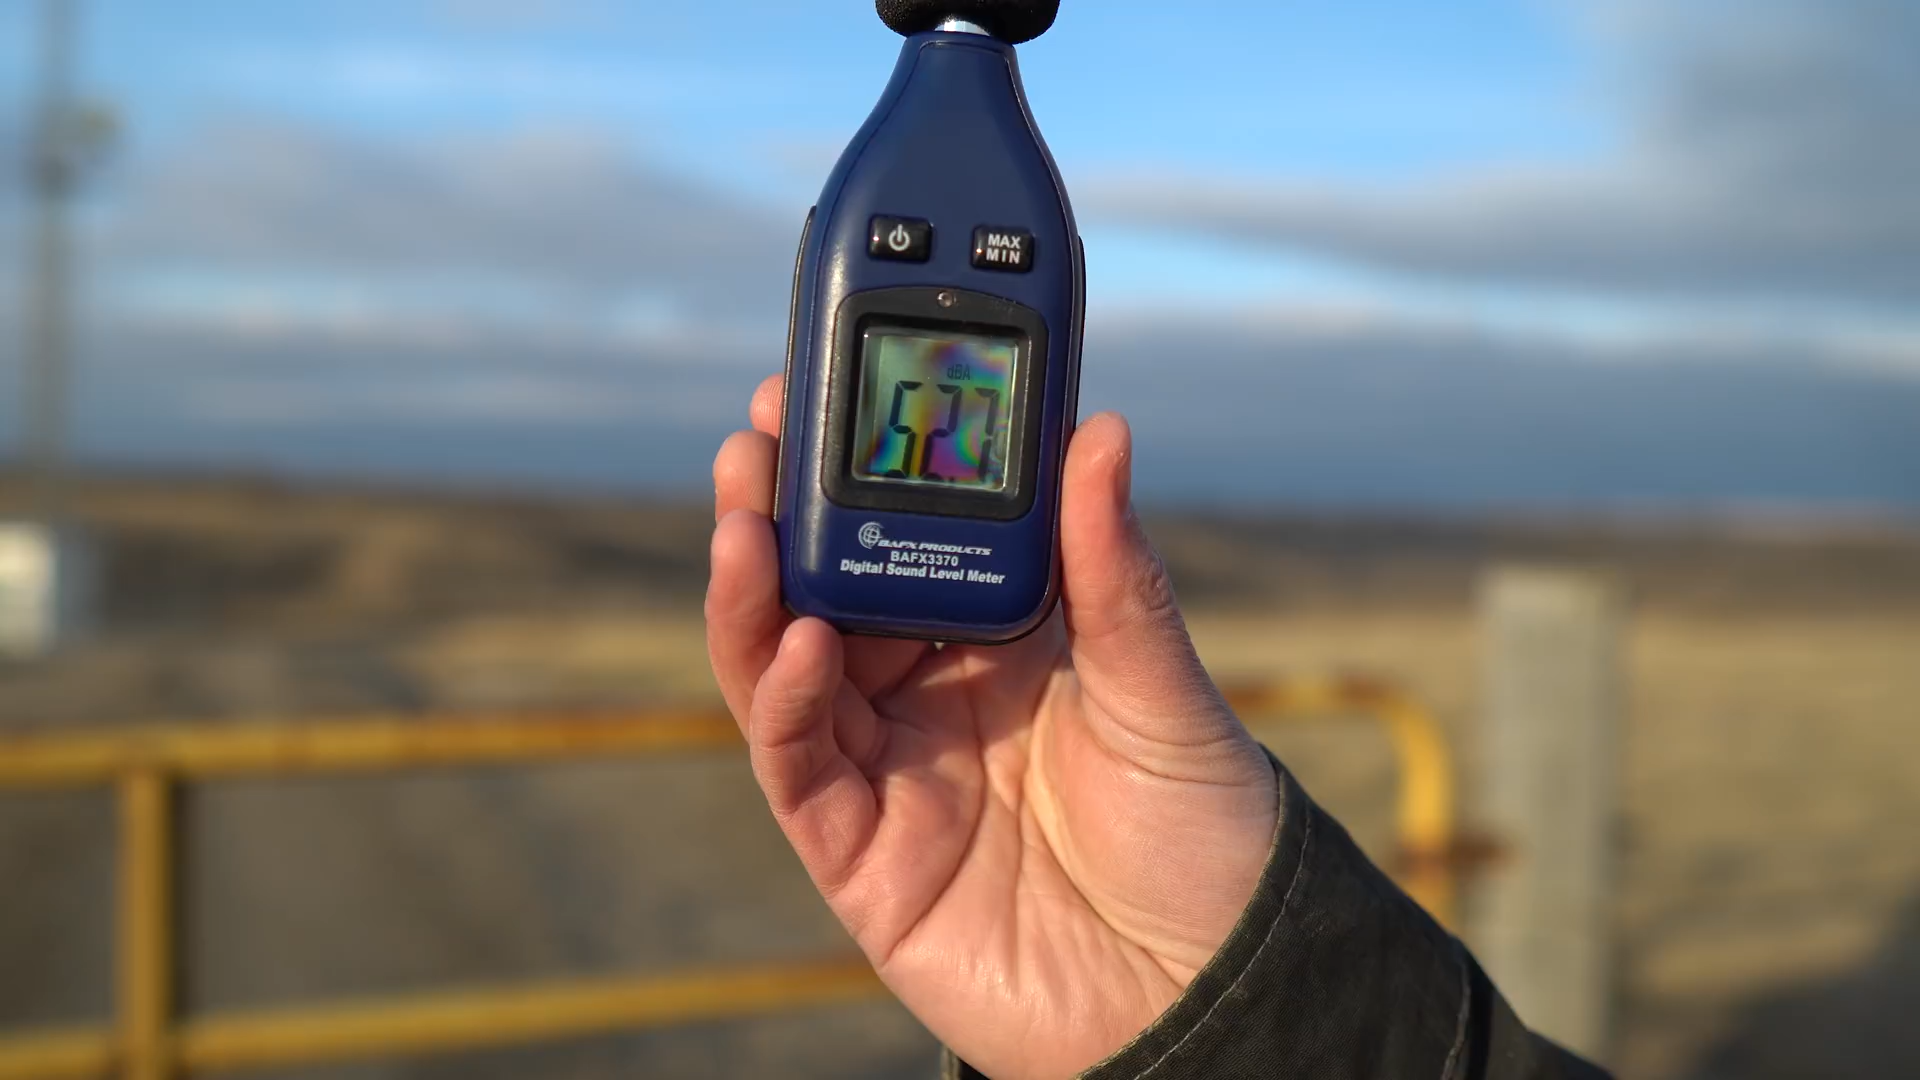 MAX
MIN
dBA
52.7
BAFX PRODUCTS
BAFX3370
Digital Sound Level Meter